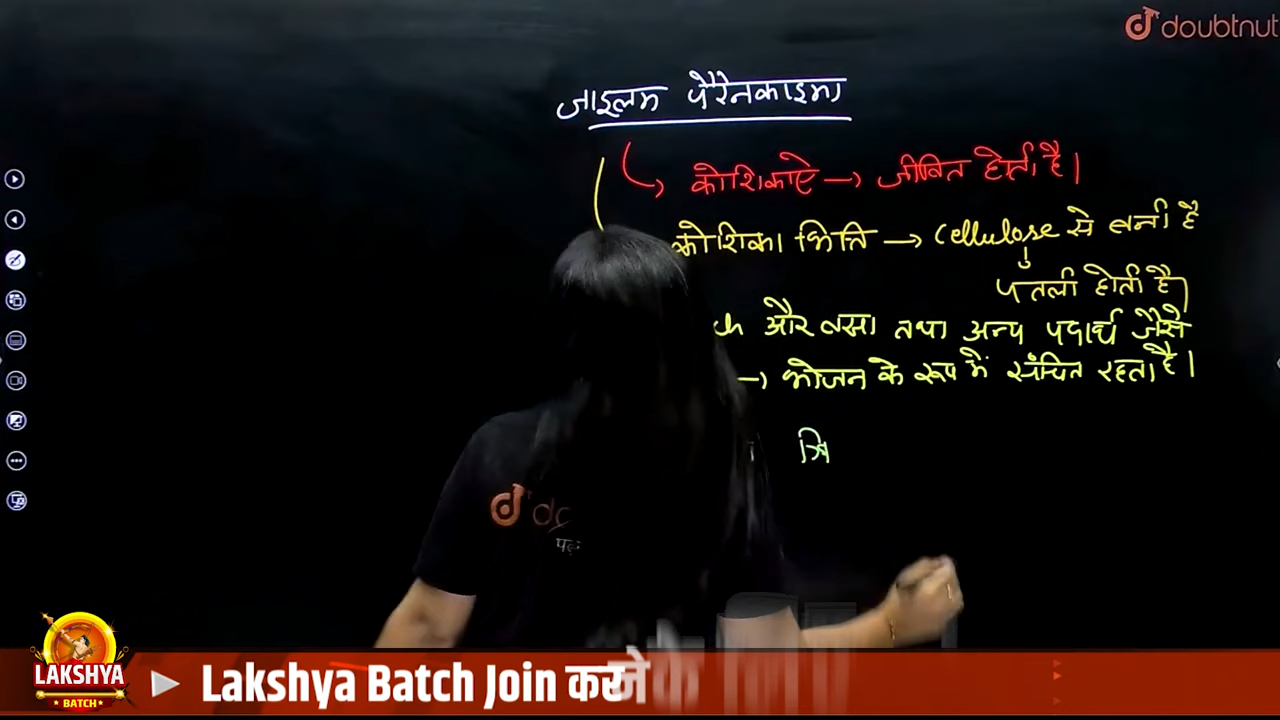 doubtnut
जाइलम पैरेनकाइमा
कोशिकाऐ → जीवित होती है।
कोशिका भित्ति → cellulose से बनी है
↓
पतली होती है।
और वसा तथा अन्य पदार्थ जैसे
→ भोजन के रूप में संचित रहता है।
LAKSHYA
BATCH
Lakshya Batch Join कर